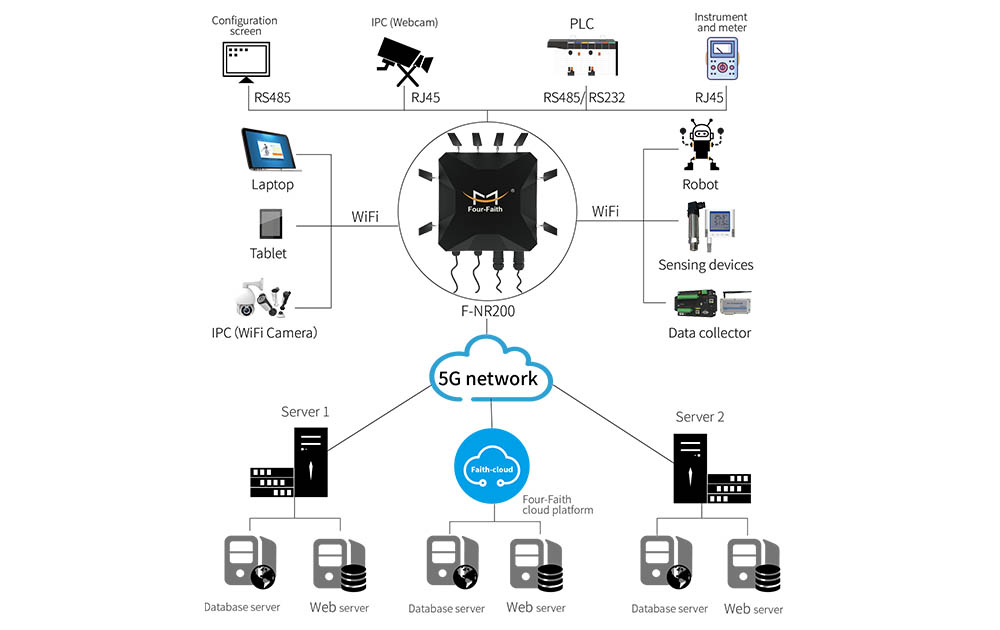 Configuration
screen
IPC (Webcam)
PLC
Instrument
and meter
RS485
RJ45
RS485/ RS232
RJ45
Laptop
Tablet
IPC (WiFi Camera)
WiFi
Four-Faith
®
F-NR200
WiFi
Robot
Sensing devices
Data collector
5G network
Server 1
Faith-cloud
Four-Faith
cloud platform
Server 2
Database server
Web server
Database server
Web server
Database server
Web server